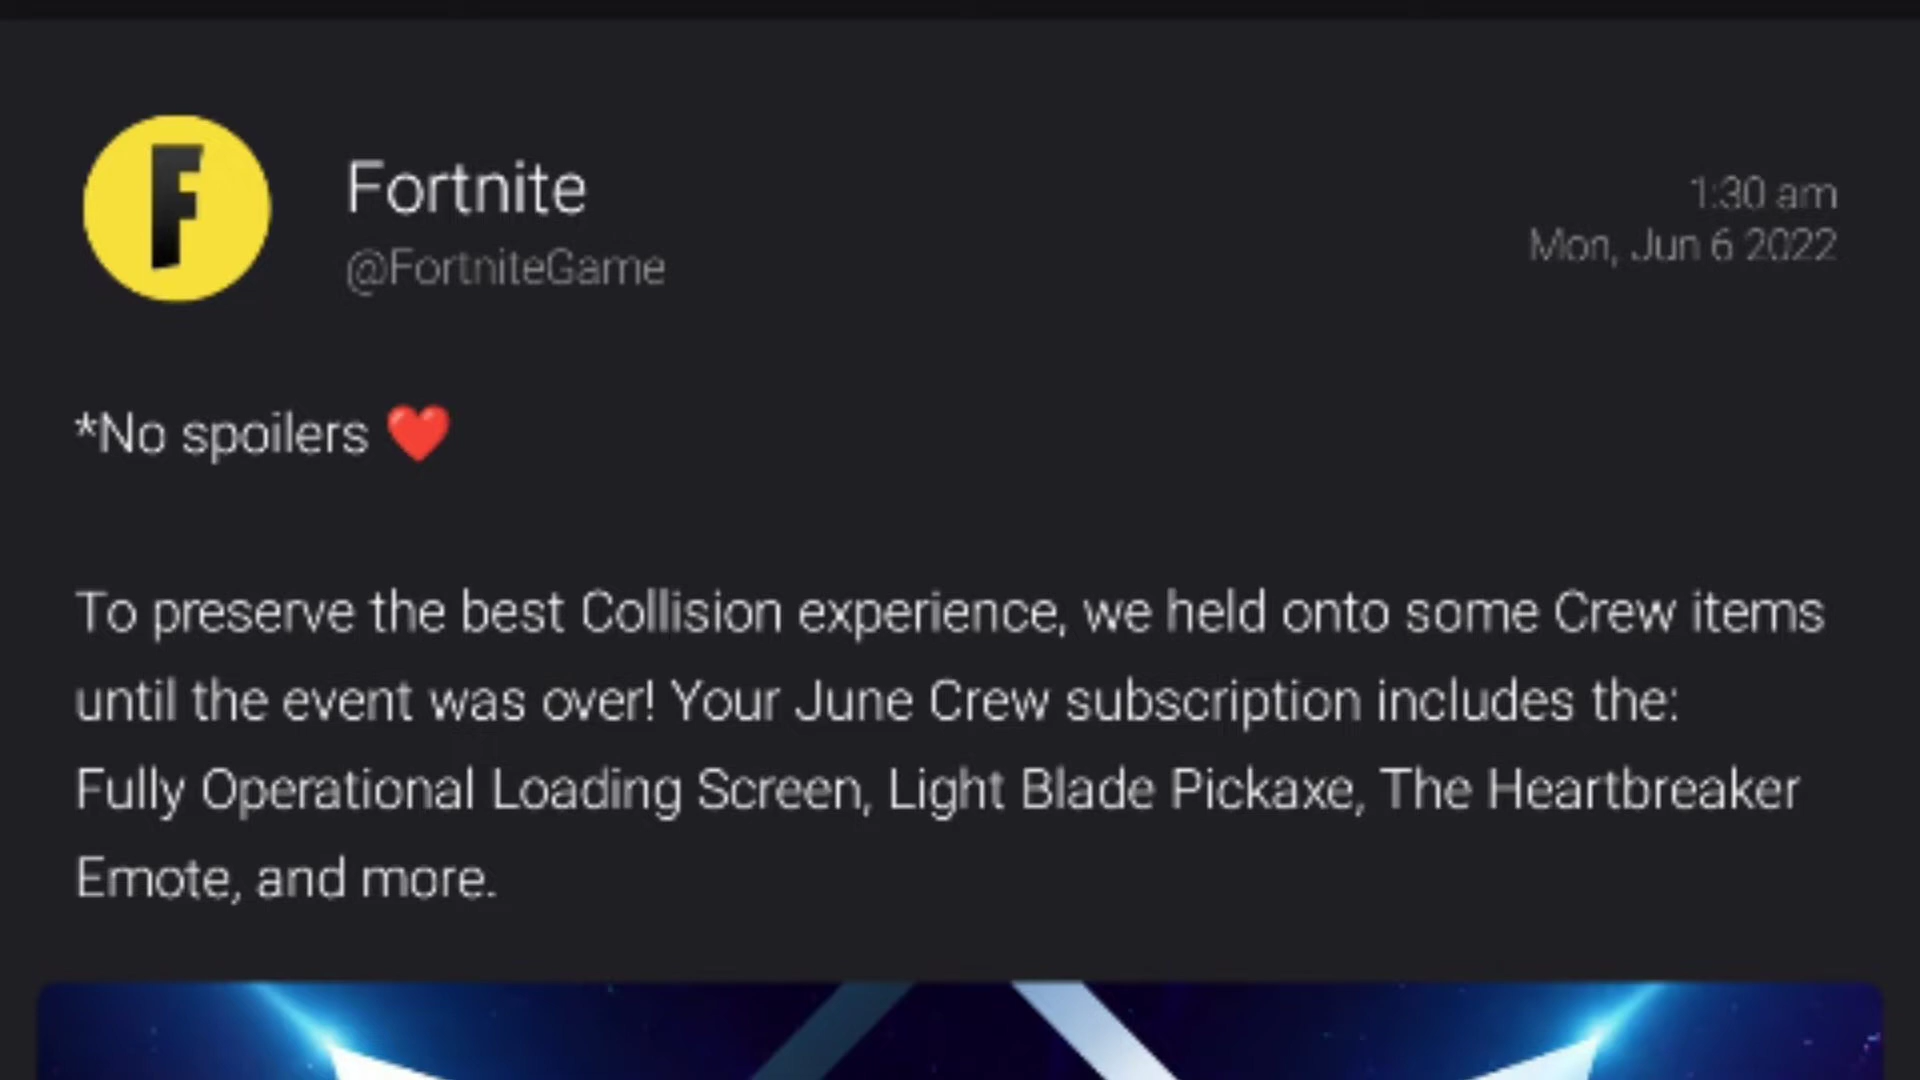 F
Fortnite
@FortniteGame
1:30 am
Mon, Jun 6 2022
*No spoilers ❤️
To preserve the best Collision experience, we held onto some Crew items
until the event was over! Your June Crew subscription includes the:
Fully Operational Loading Screen, Light Blade Pickaxe, The Heartbreaker
Emote, and more.